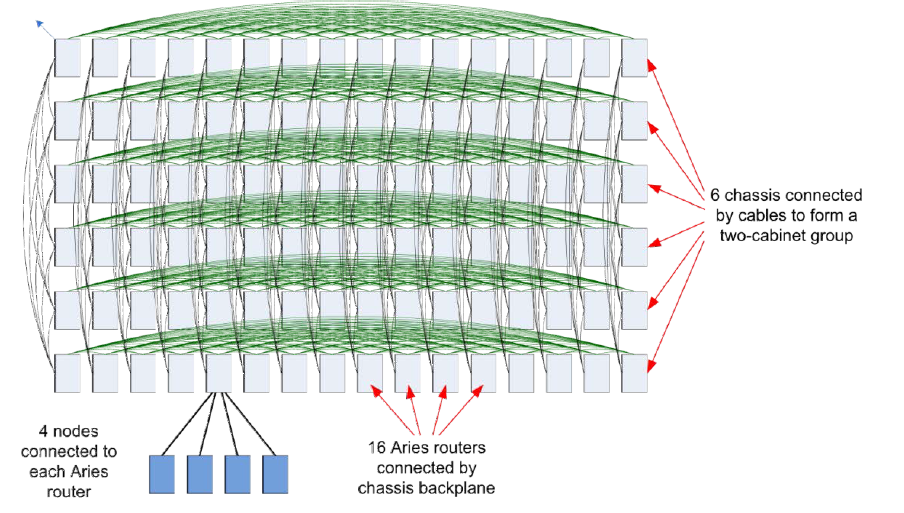 6 chassis connected
by cables to form a
two-cabinet group
4 nodes
connected to
each Aries
router
16 Aries routers
connected by
chassis backplane